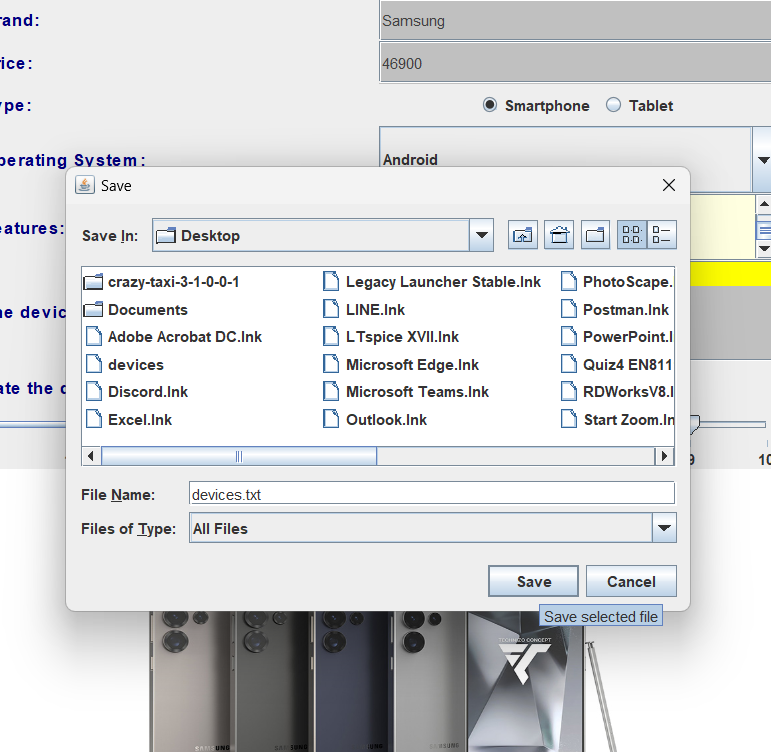 rand:
Samsung
rice:
46900
ype:
Smartphone
Tablet
perating System:
Android
Save
Save In:
Desktop
eatures:
crazy-taxi-3-1-0-0-1
Legacy Launcher Stable.lnk
PhotoScape.
Documents
LINE.lnk
Postman.lnk
he devic
Adobe Acrobat DC.lnk
LTspice XVII.lnk
PowerPoint.l
devices
Microsoft Edge.lnk
Quiz4 EN811
ate the d
Discord.lnk
Microsoft Teams.lnk
RDWorksV8.l
Excel.lnk
Outlook.lnk
Start Zoom.ln
9
10
File Name:
devices.txt
Files of Type:
All Files
Save
Cancel
Save selected file
TECHNIZO CONCEPT
SAMSUNG
SAMSUNG
SAMSUNG
SAMSUNG